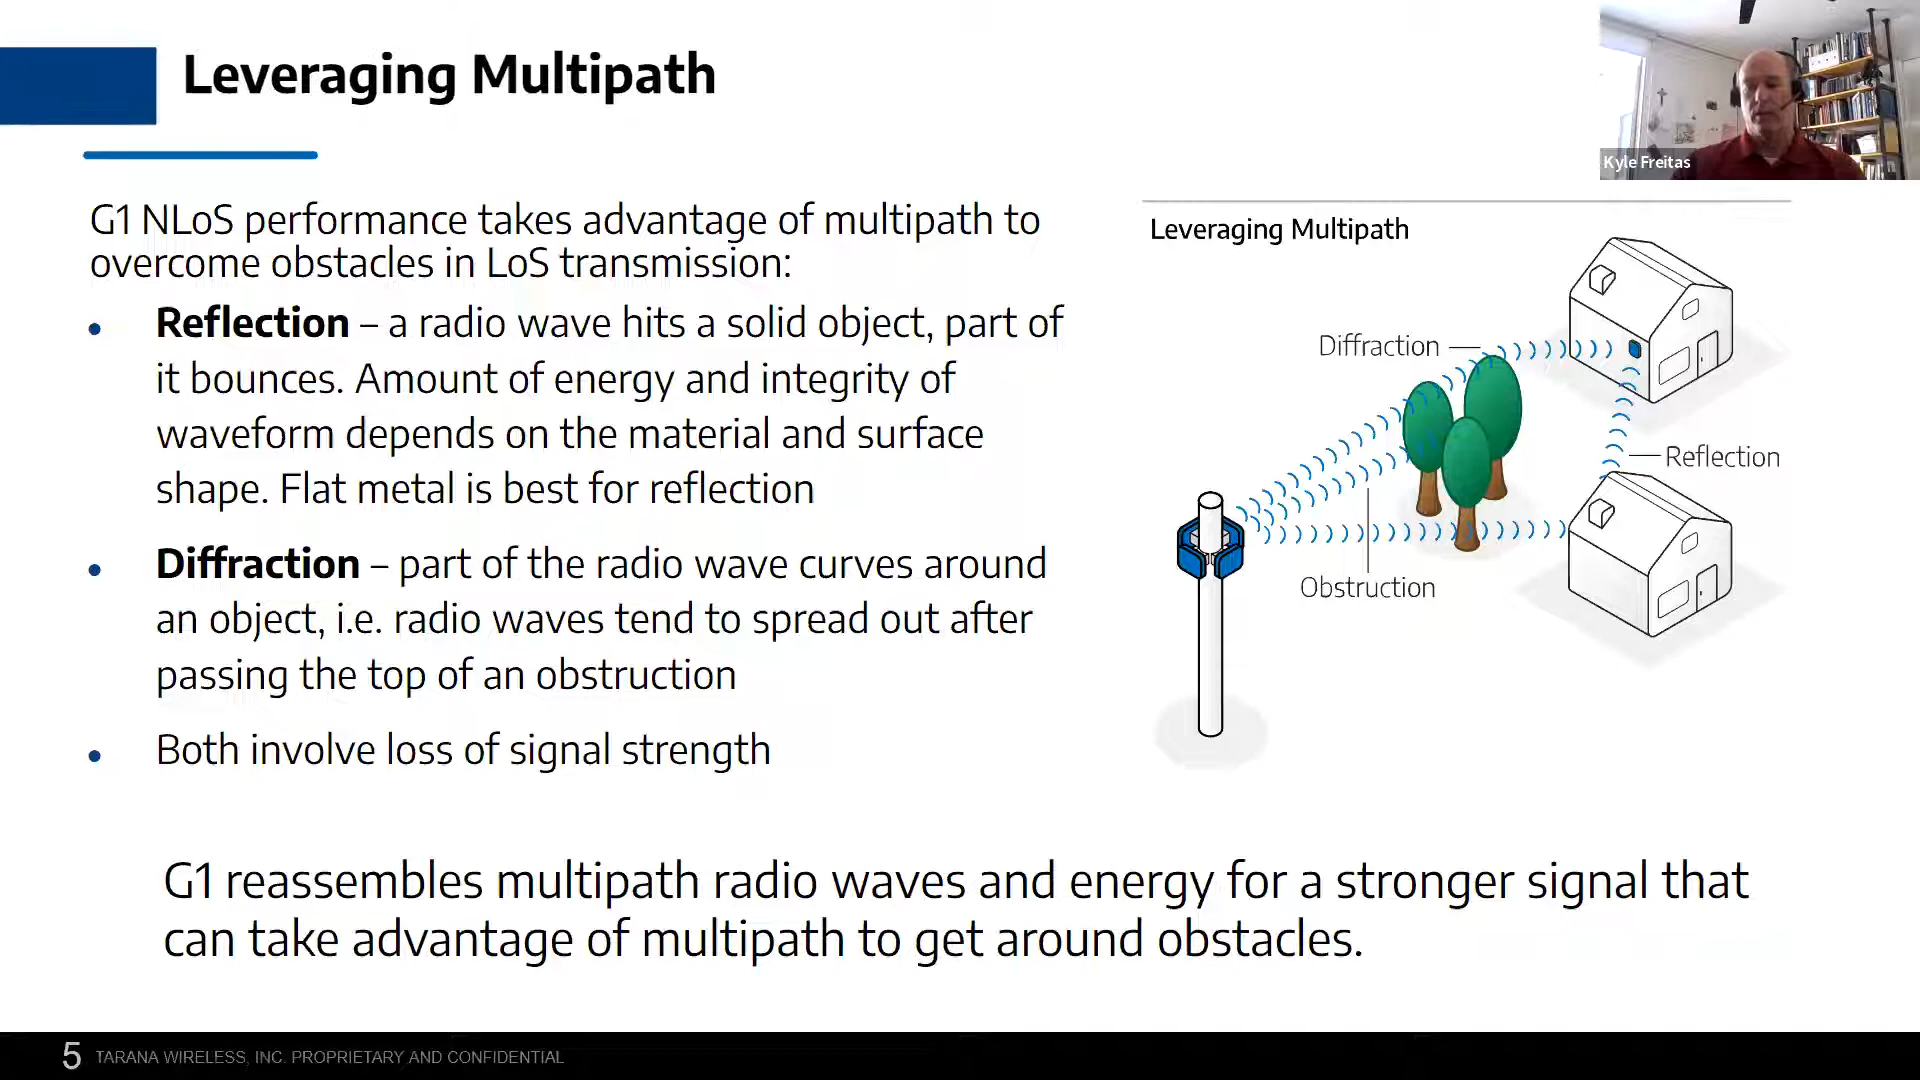 Leveraging Multipath
Kyle Freitas
G1 NLoS performance takes advantage of multipath to
overcome obstacles in LoS transmission:
• Reflection – a radio wave hits a solid object, part of
it bounces. Amount of energy and integrity of
waveform depends on the material and surface
shape. Flat metal is best for reflection
• Diffraction – part of the radio wave curves around
an object, i.e. radio waves tend to spread out after
passing the top of an obstruction
• Both involve loss of signal strength
Leveraging Multipath
Diffraction
Reflection
Obstruction
G1 reassembles multipath radio waves and energy for a stronger signal that
can take advantage of multipath to get around obstacles.
5 TARANA WIRELESS, INC. PROPRIETARY AND CONFIDENTIAL